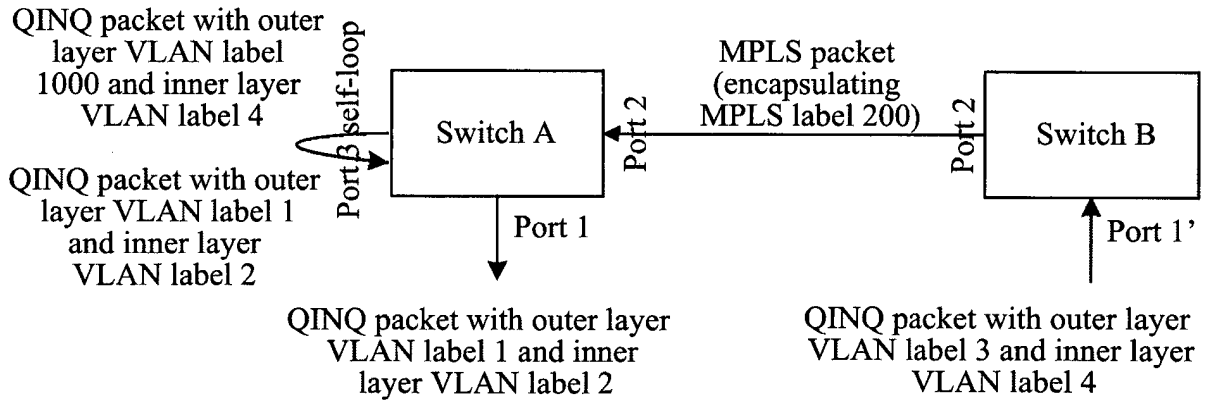 QINQ packet with outer
layer VLAN label
1000 and inner layer
VLAN label 4
QINQ packet with outer
layer VLAN label 1
and inner layer
VLAN label 2
Port 3 self-loop
Switch A
Port 2
MPLS packet
(encapsulating
MPLS label 200)
Port 2
Switch B
Port 1
Port 1’
QINQ packet with outer layer
VLAN label 1 and inner
layer VLAN label 2
QINQ packet with outer layer
VLAN label 3 and inner layer
VLAN label 4